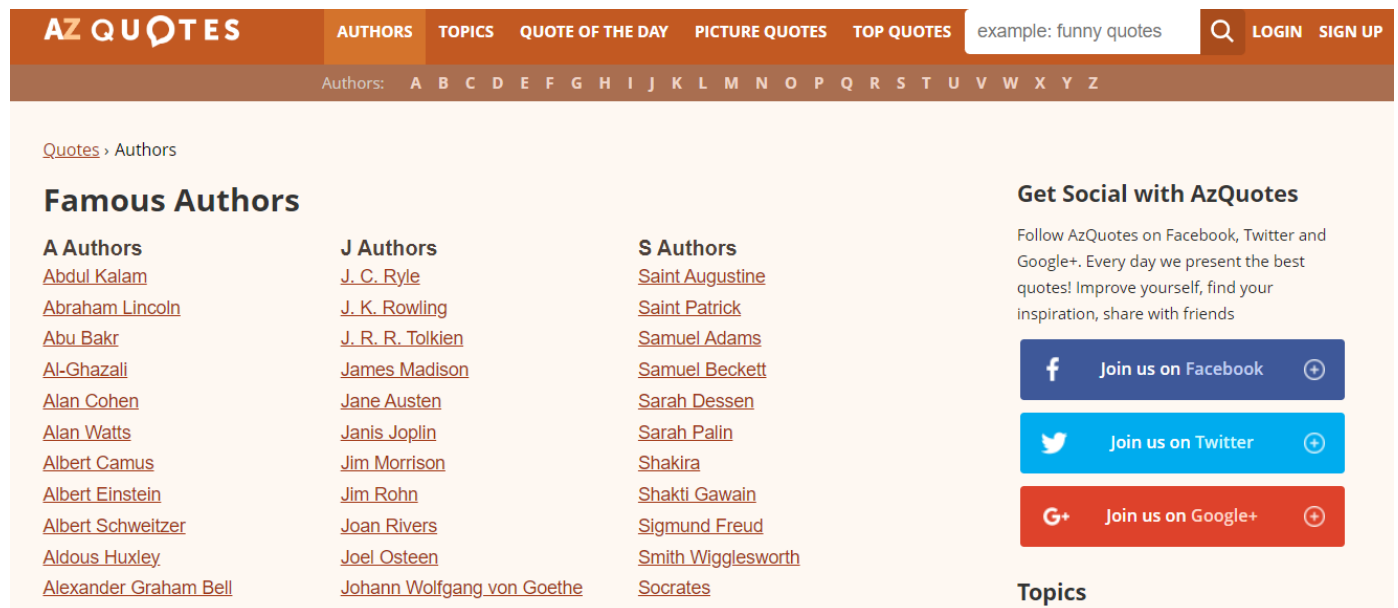 AZ QUOTES
AUTHORS TOPICS QUOTE OF THE DAY PICTURE QUOTES TOP QUOTES example: funny quotes LOGIN SIGN UP
Authors: A B C D E F G H I J K L M N O P Q R S T U V W X Y Z
Quotes › Authors
Famous Authors
A Authors
Abdul Kalam
Abraham Lincoln
Abu Bakr
Al-Ghazali
Alan Cohen
Alan Watts
Albert Camus
Albert Einstein
Albert Schweitzer
Aldous Huxley
Alexander Graham Bell
J Authors
J. C. Ryle
J. K. Rowling
J. R. R. Tolkien
James Madison
Jane Austen
Janis Joplin
Jim Morrison
Jim Rohn
Joan Rivers
Joel Osteen
Johann Wolfgang von Goethe
S Authors
Saint Augustine
Saint Patrick
Samuel Adams
Samuel Beckett
Sarah Dessen
Sarah Palin
Shakira
Shakti Gawain
Sigmund Freud
Smith Wigglesworth
Socrates
Get Social with AzQuotes
Follow AzQuotes on Facebook, Twitter and
Google+. Every day we present the best
quotes! Improve yourself, find your
inspiration, share with friends
f Join us on Facebook
Join us on Twitter
G+ Join us on Google+
Topics